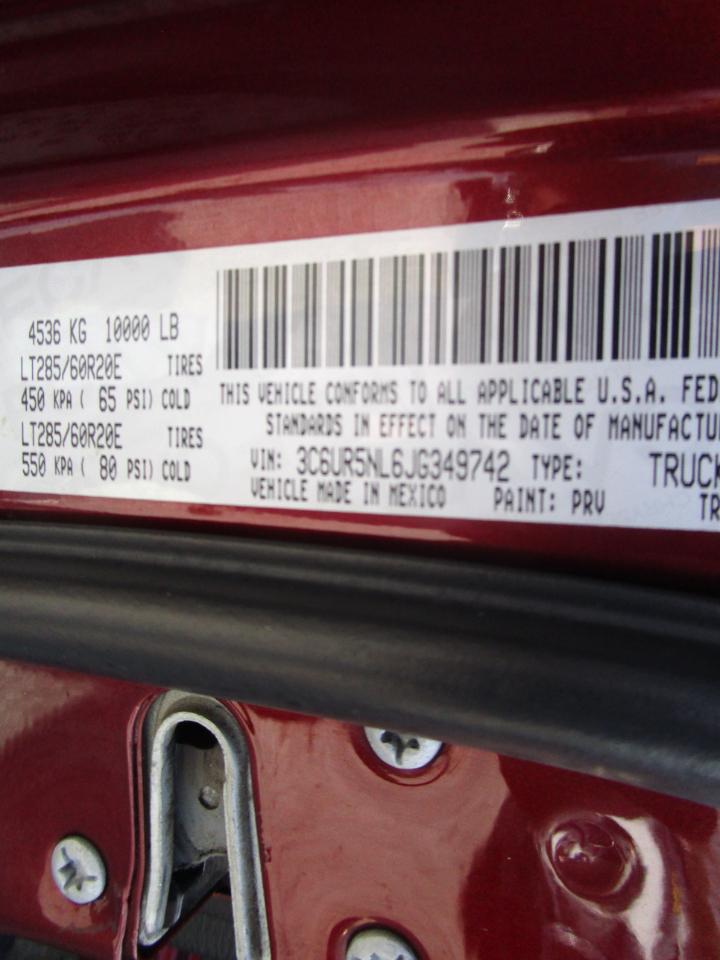 4536 KG 10000 LB
LT285/60R20E TIRES
450 KPA ( 65 PSI) COLD
LT285/60R20E TIRES
550 KPA ( 80 PSI) COLD
THIS VEHICLE CONFORMS TO ALL APPLICABLE U.S.A. FED
STANDARDS IN EFFECT ON THE DATE OF MANUFACTU
VIN: 3C6UR5NL6JG349742 TYPE: TRUCK
VEHICLE MADE IN MEXICO PAINT: PRV TR